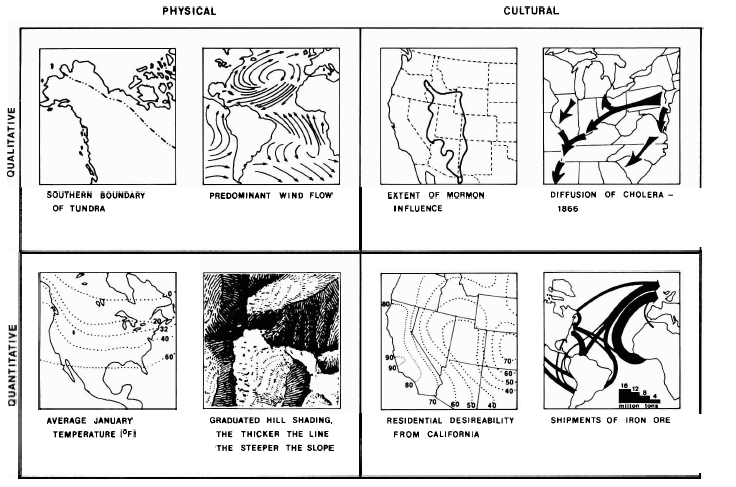 PHYSICAL
CULTURAL
QUALITATIVE
SOUTHERN BOUNDARY
OF TUNDRA
PREDOMINANT WIND FLOW
EXTENT OF MORMON
INFLUENCE
DIFFUSION OF CHOLERA –
1866
QUANTITATIVE
0
20
32
40
60
80
90
90
80
70
60
50
40
70
60
50
40
16
12
8
4
million tons
AVERAGE JANUARY
TEMPERATURE (ºF)
GRADUATED HILL SHADING,
THE THICKER THE LINE
THE STEEPER THE SLOPE
RESIDENTIAL DESIREABILITY
FROM CALIFORNIA
SHIPMENTS OF IRON ORE